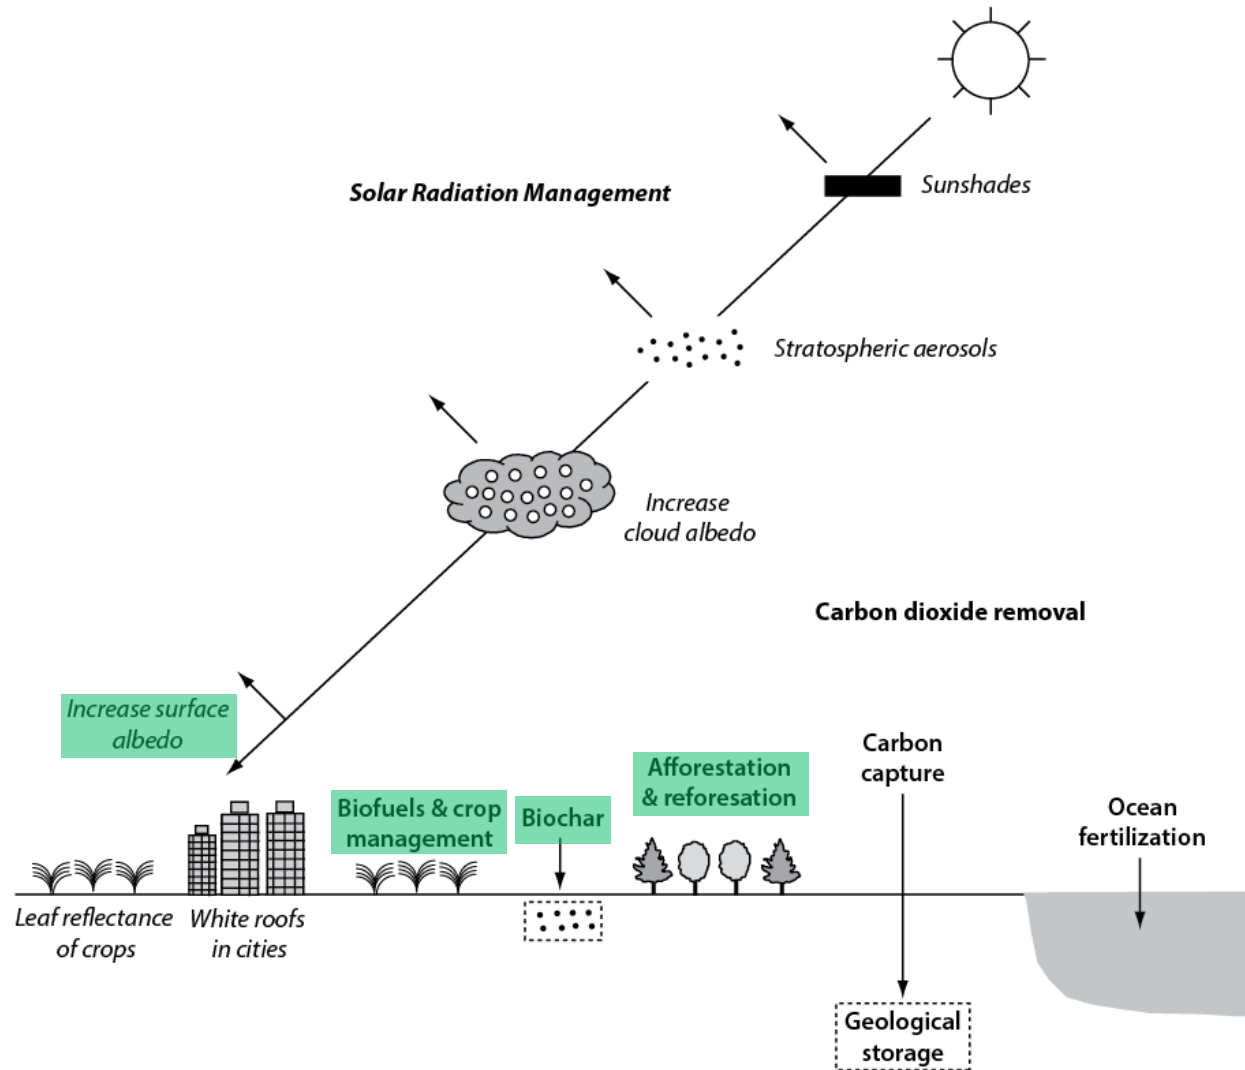 Solar Radiation Management
Sunshades
Stratospheric aerosols
Increase
cloud albedo
Carbon dioxide removal
Increase surface
albedo
Biofuels & crop
management
Biochar
Afforestation
& reforesation
Carbon
capture
Ocean
fertilization
Leaf reflectance
of crops
White roofs
in cities
Geological
storage